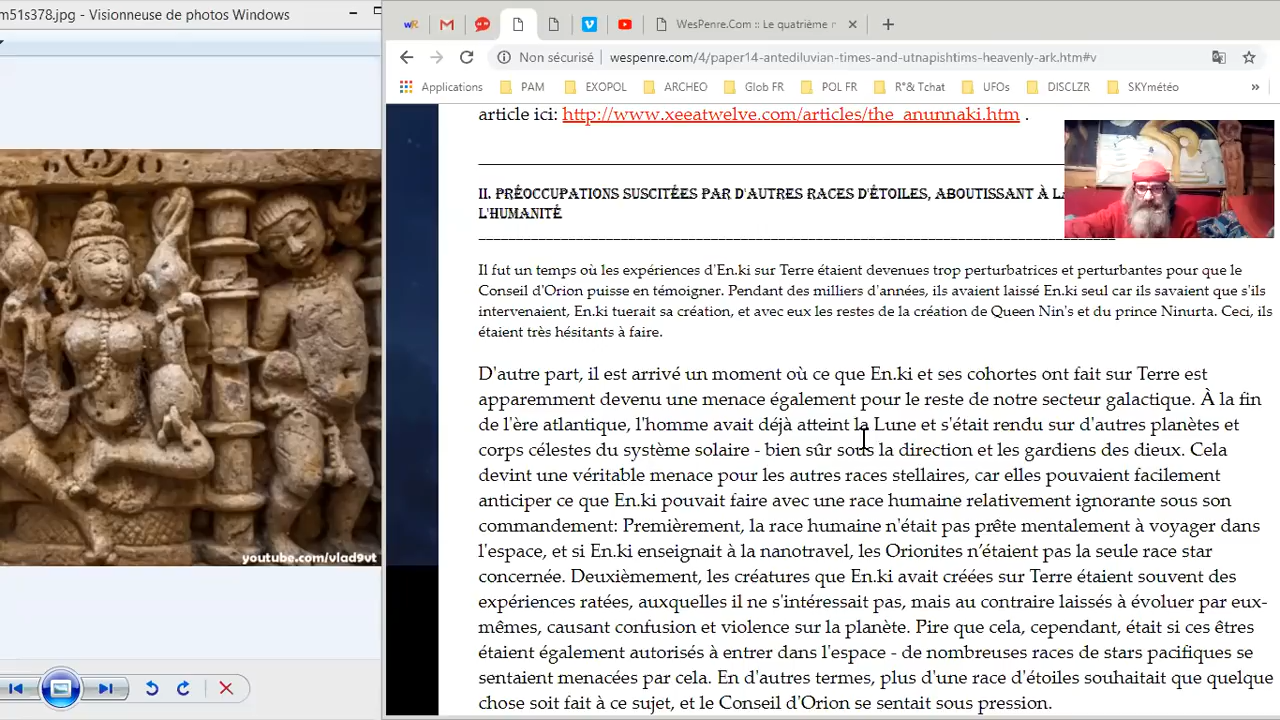 m51s378.jpg - Visionneuse de photos Windows
WesPenre.Com :: Le quatrième r
Non sécurisé | wespenre.com/4/paper14-antediluvian-times-and-utnapishtims-heavenly-ark.htm#v
Applications PAM EXOPOL ARCHEO Glob FR POL FR R°& Tchat UFOs DISCLZR SKYmétéo »
article ici: http://www.xeeatwelve.com/articles/the_anunnaki.htm .
II. PRÉOCCUPATIONS SUSCITÉES PAR D'AUTRES RACES D'ÉTOILES, ABOUTISSANT À
L'HUMANITÉ
Il fut un temps où les expériences d'En.ki sur Terre étaient devenues trop perturbatrices et perturbantes pour que le
Conseil d'Orion puisse en témoigner. Pendant des milliers d'années, ils avaient laissé En.ki seul car ils savaient que s'ils
intervenaient, En.ki tuerait sa création, et avec eux les restes de la création de Queen Nin's et du prince Ninurta. Ceci, ils
étaient très hésitants à faire.
D'autre part, il est arrivé un moment où ce que En.ki et ses cohortes ont fait sur Terre est
apparemment devenu une menace également pour le reste de notre secteur galactique. À la fin
de l'ère atlantique, l'homme avait déjà atteint la Lune et s'était rendu sur d'autres planètes et
corps célestes du système solaire - bien sûr sous la direction et les gardiens des dieux. Cela
devint une véritable menace pour les autres races stellaires, car elles pouvaient facilement
anticiper ce que En.ki pouvait faire avec une race humaine relativement ignorante sous son
commandement: Premièrement, la race humaine n'était pas prête mentalement à voyager dans
l'espace, et si En.ki enseignait à la nanotravel, les Orionites n'étaient pas la seule race star
concernée. Deuxièmement, les créatures que En.ki avait créées sur Terre étaient souvent des
expériences ratées, auxquelles il ne s'intéressait pas, mais au contraire laissés à évoluer par eux-
mêmes, causant confusion et violence sur la planète. Pire que cela, cependant, était si ces êtres
étaient également autorisés à entrer dans l'espace - de nombreuses races de stars pacifiques se
sentaient menacées par cela. En d'autres termes, plus d'une race d'étoiles souhaitait que quelque
chose soit fait à ce sujet, et le Conseil d'Orion se sentait sous pression.
youtube.com/vlad9vt